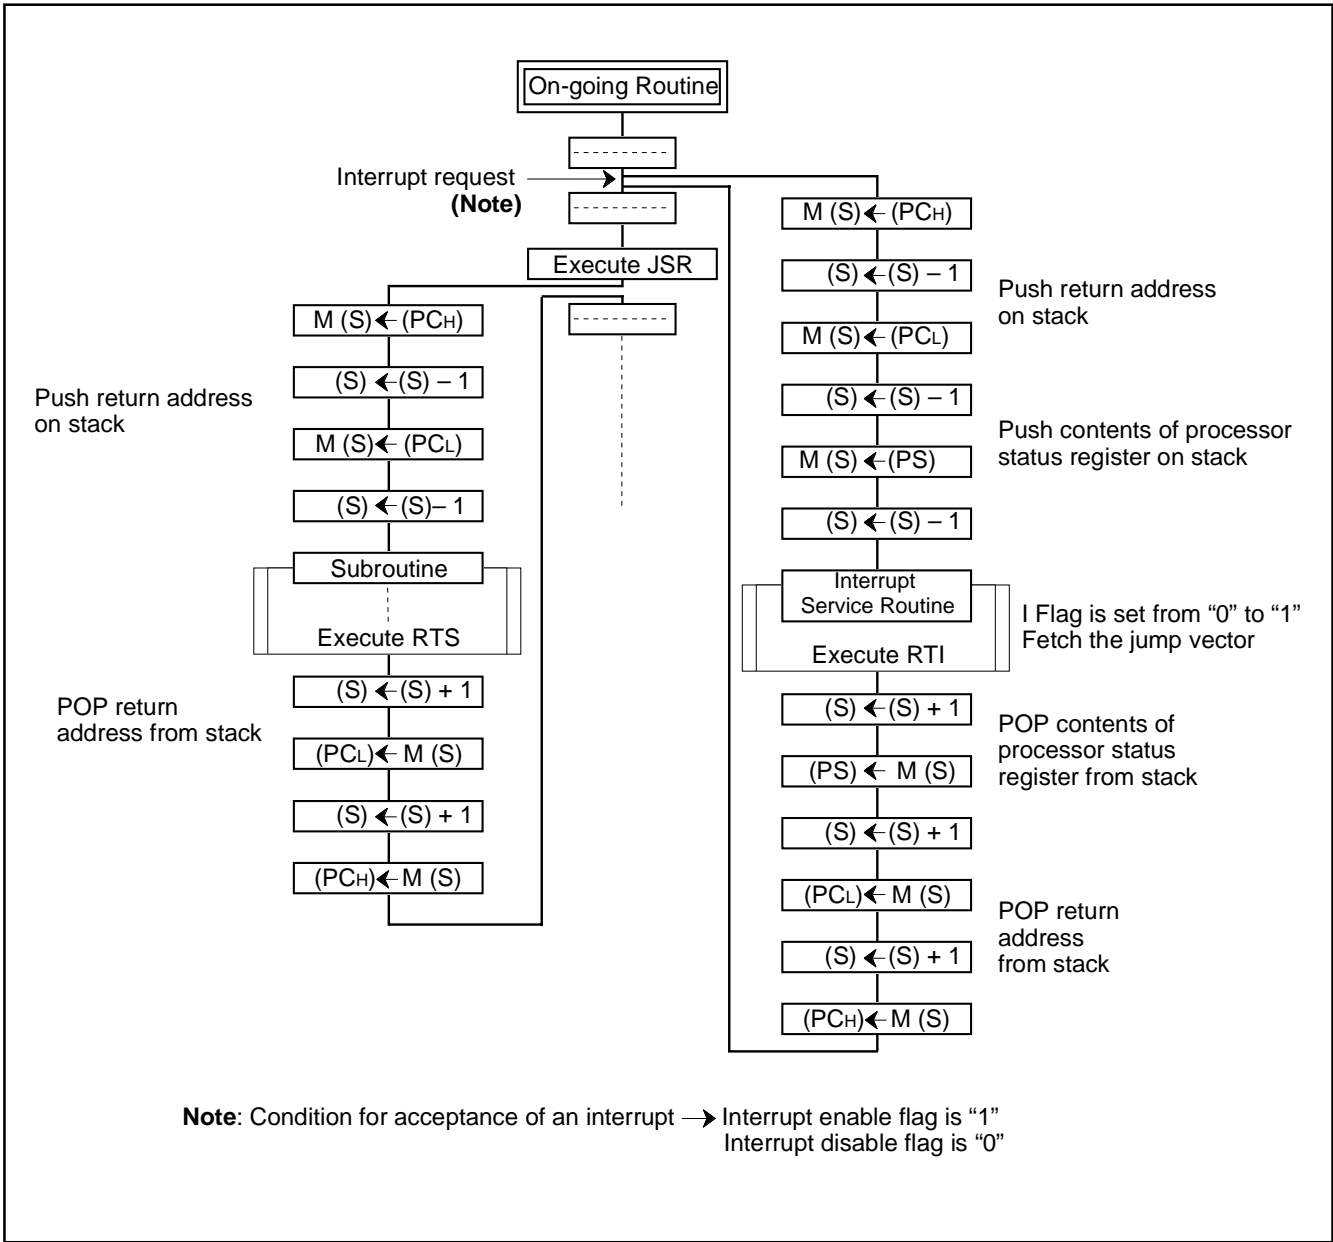 On-going Routine
Interrupt request
(Note)
Execute JSR
M (S) ← (PCH)
(S) ← (S) – 1
M (S) ← (PCL)
(S) ← (S)– 1
Push return address
on stack
Subroutine
Execute RTS
(S) ← (S) + 1
(PCL) ← M (S)
(S) ← (S) + 1
(PCH) ← M (S)
POP return
address from stack
M (S) ← (PCH)
(S) ← (S) – 1
M (S) ← (PCL)
(S) ← (S) – 1
M (S) ← (PS)
(S) ← (S) – 1
Push return address
on stack
Push contents of processor
status register on stack
Interrupt
Service Routine
Execute RTI
I Flag is set from “0” to “1”
Fetch the jump vector
(S) ← (S) + 1
(PS) ← M (S)
(S) ← (S) + 1
(PCL) ← M (S)
(S) ← (S) + 1
(PCH) ← M (S)
POP contents of
processor status
register from stack
POP return
address
from stack
Note: Condition for acceptance of an interrupt → Interrupt enable flag is “1”
Interrupt disable flag is “0”